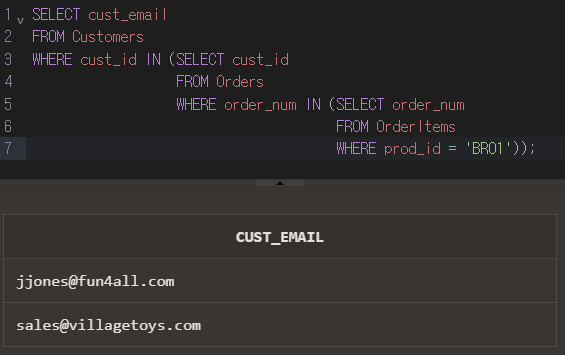 1 SELECT cust_email
2 FROM Customers
3 WHERE cust_id IN (SELECT cust_id
4 FROM Orders
5 WHERE order_num IN (SELECT order_num
6 FROM OrderItems
7 WHERE prod_id = 'BR01'));
CUST_EMAIL
jjones@fun4all.com
sales@villagetoys.com